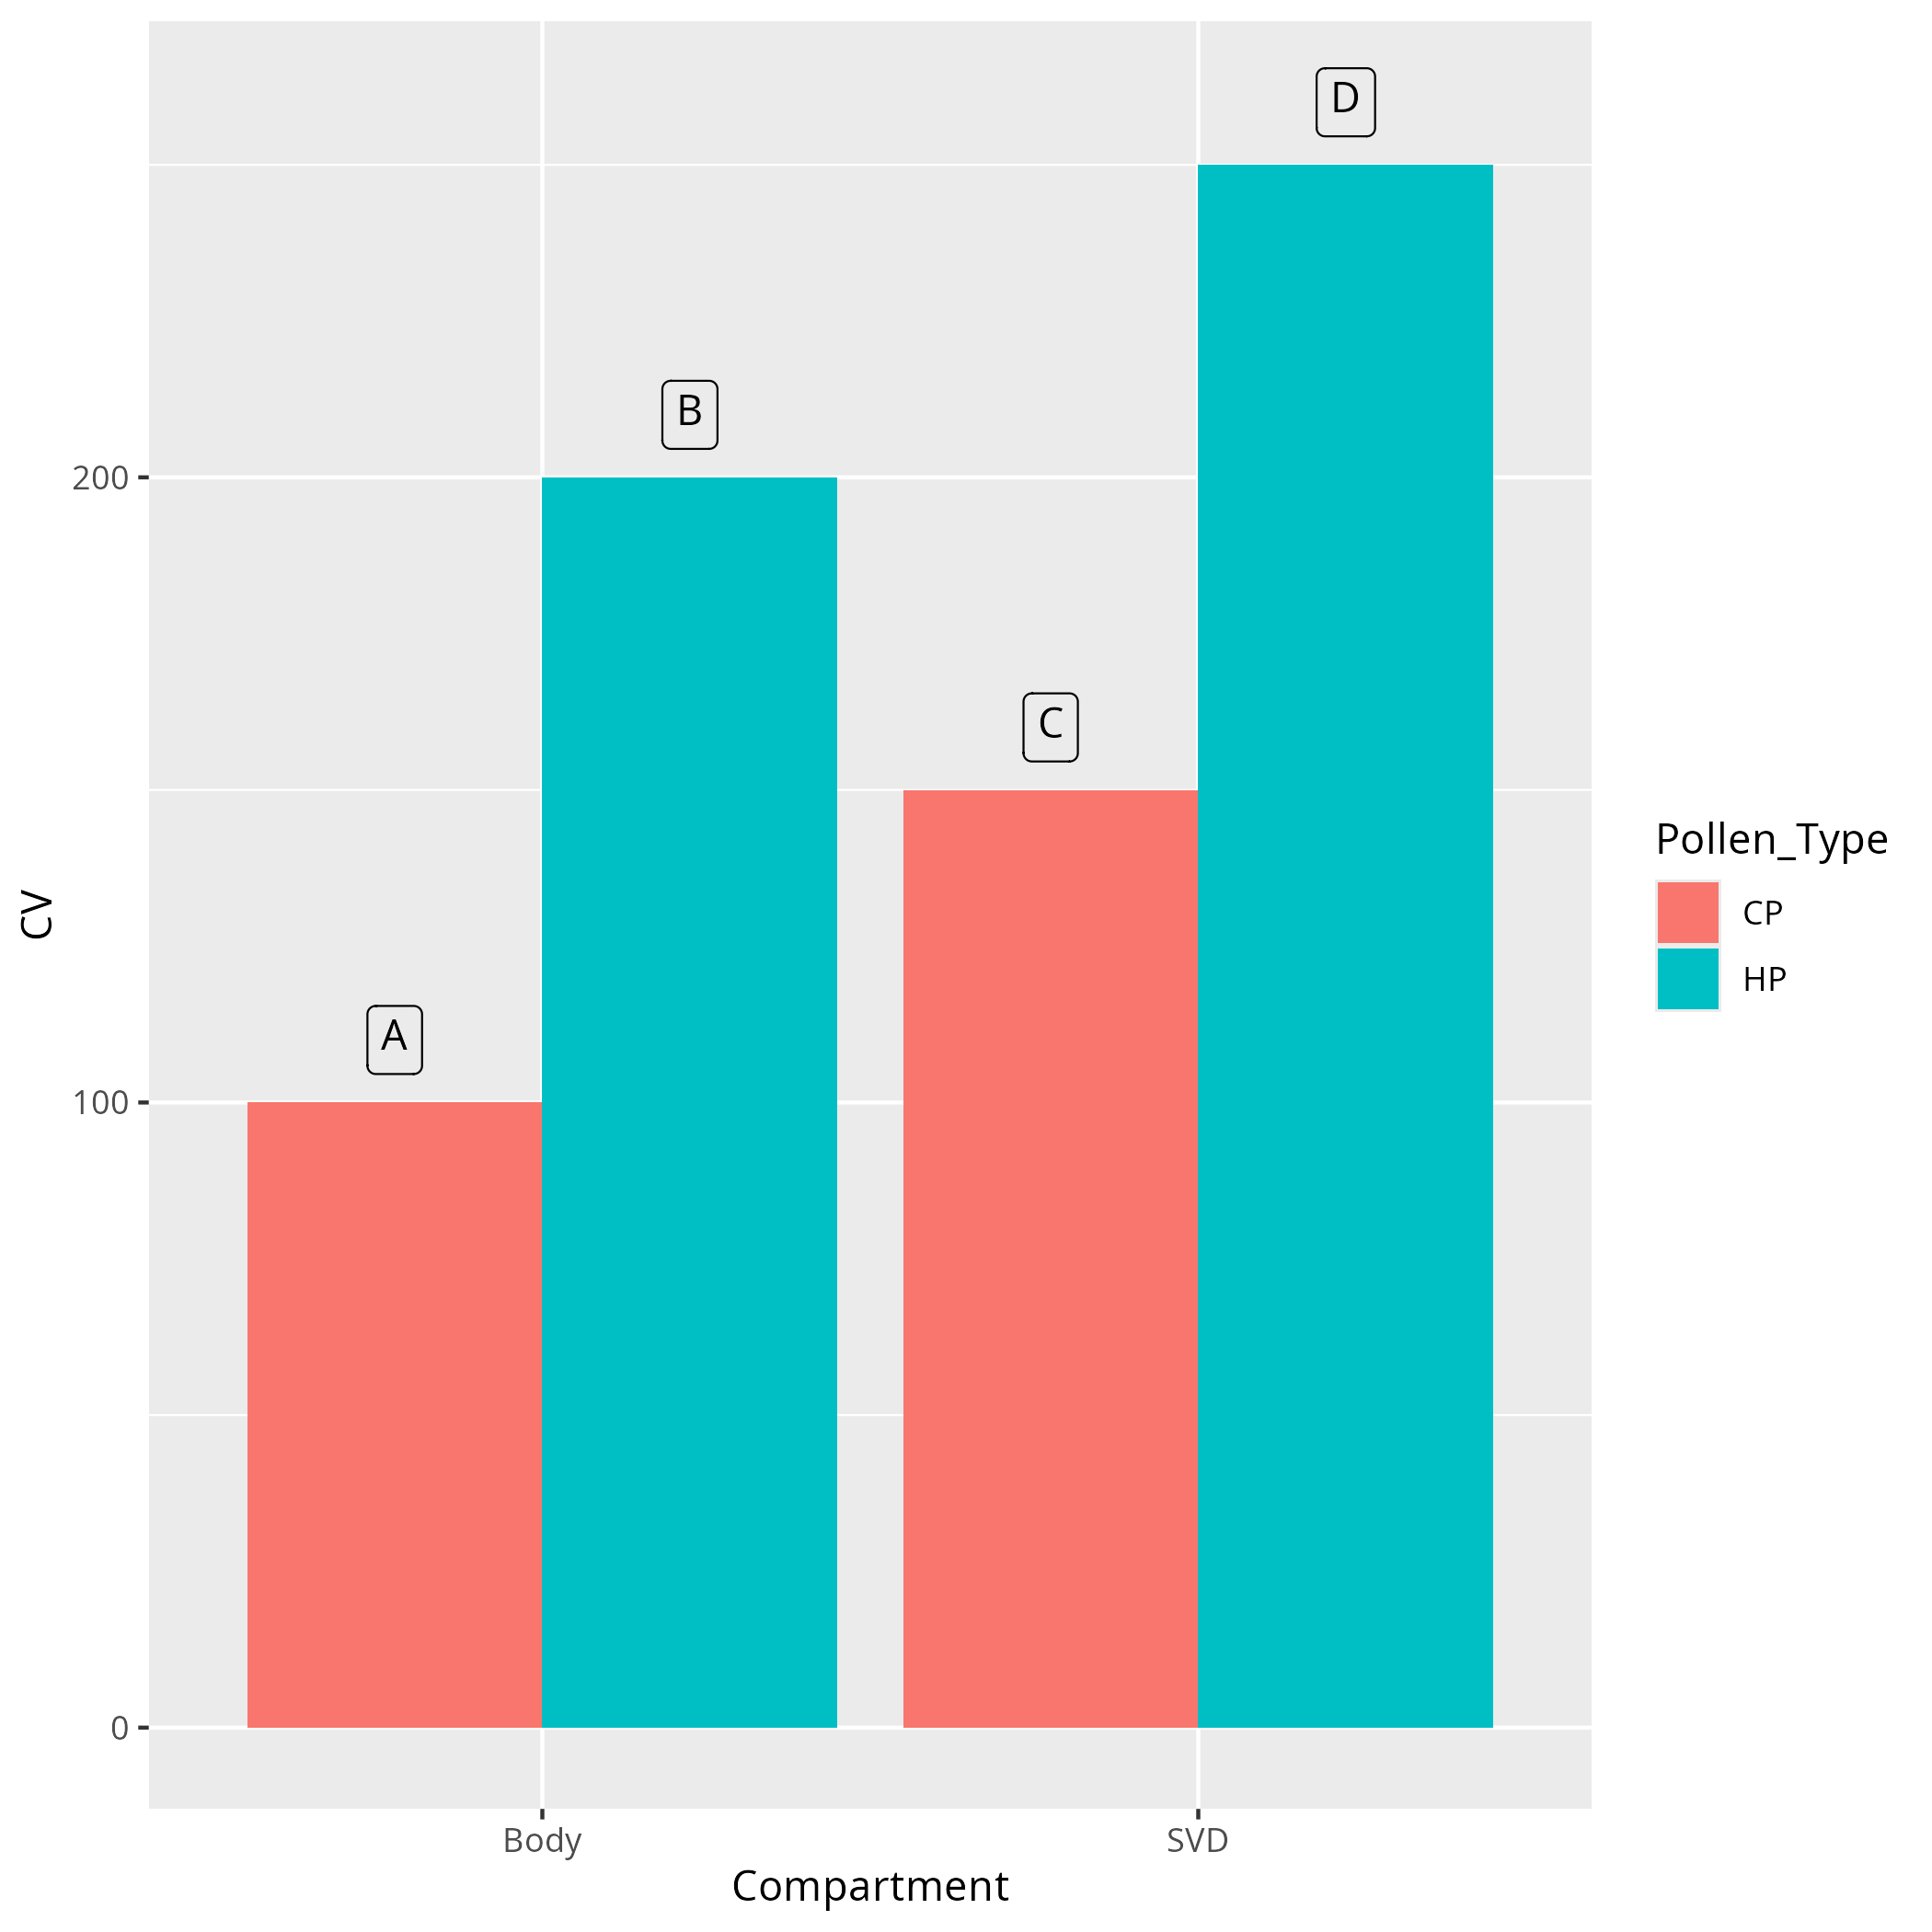 D
B
200
C
Pollen_Type
CP
HP
CV
A
100
0
Body SVD
Compartment